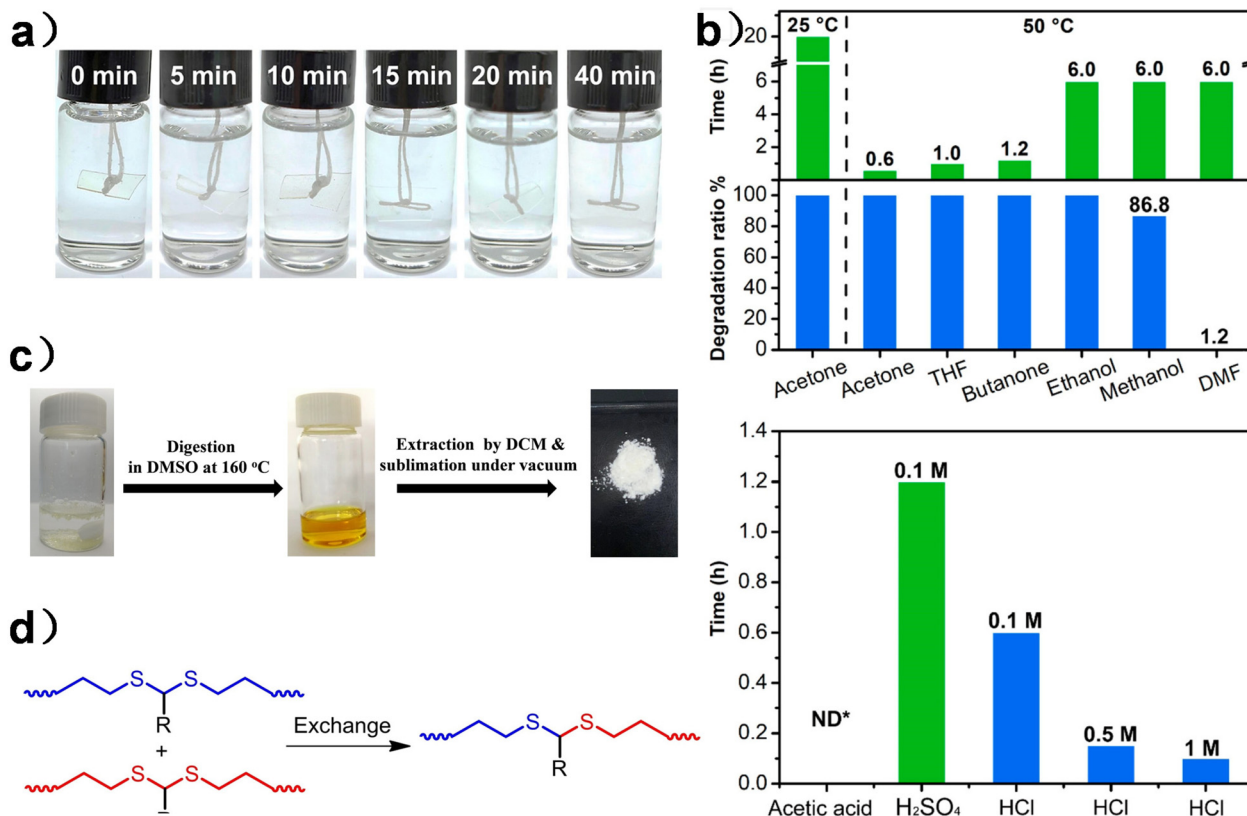 a)
0 min 5 min 10 min 15 min 20 min 40 min
b)
25 °C 50 °C
Time (h)
20
6
4
2
0.6 1.0 1.2 6.0 6.0 6.0
Degradation ratio %
100
80
60
40
20
0
86.8
1.2
Acetone Acetone THF Butanone Ethanol Methanol DMF
Time (h)
1.4
1.2
1.0
0.8
0.6
0.4
0.2
0.0
ND*
0.1 M
0.1 M
0.5 M
1 M
Acetic acid H₂SO₄ HCl HCl HCl
c)
Digestion
in DMSO at 160 °C
Extraction by DCM &
sublimation under vacuum
d)
S S
R
+
S S
Exchange
S S
R